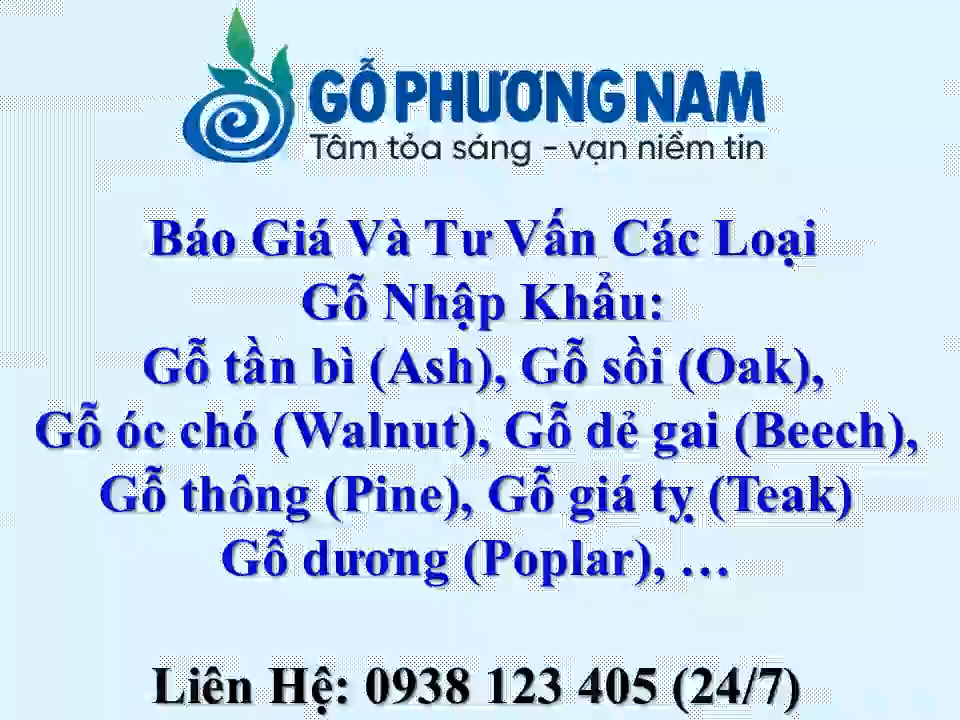 GỖ PHƯƠNG NAM
Tâm tỏa sáng - vạn niềm tin
Báo Giá Và Tư Vấn Các Loại
Gỗ Nhập Khẩu:
Gỗ tần bì (Ash), Gỗ sồi (Oak),
Gỗ óc chó (Walnut), Gỗ dẻ gai (Beech),
Gỗ thông (Pine), Gỗ giá tỵ (Teak)
Gỗ dương (Poplar), …
Liên Hệ: 0938 123 405 (24/7)